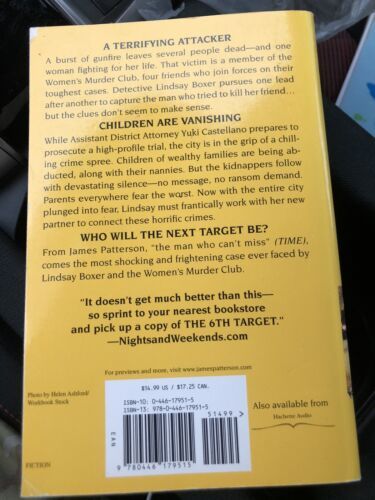 A TERRIFYING ATTACKER
A burst of gunfire leaves several people dead—and one
woman fighting for her life. That victim is a member of the
Women's Murder Club, four friends who join forces on their
toughest cases. Detective Lindsay Boxer pursues one lead
after another to capture the man who tried to kill her friend…
but the clues don't seem to make sense.
CHILDREN ARE VANISHING
While Assistant District Attorney Yuki Castellano prepares to
prosecute a high-profile trial, the city is in the grip of a chill-
ing crime spree. Children of wealthy families are being ab-
ducted, along with their nannies. But the kidnappers follow
with devastating silence—no message, no ransom demand.
Parents everywhere fear the worst. Now with the entire city
plunged into fear, Lindsay must frantically work with her new
partner to connect these horrific crimes.
WHO WILL THE NEXT TARGET BE?
From James Patterson, "the man who can't miss" (TIME),
comes the most shocking and frightening case ever faced by
Lindsay Boxer and the Women's Murder Club.
"It doesn't get much better than this—
so sprint to your nearest bookstore
and pick up a copy of THE 6TH TARGET."
—NightsandWeekends.com
For previews and more, visit www.jamespatterson.com
$14.99 US / $17.25 CAN.
ISBN-10: 0-446-17951-5
ISBN-13: 978-0-446-17951-5
51499 >
EAN
9 780446 179515
Photo by Helen Ashford/
Workbook Stock
Also available from
Hachette Audio
FICTION